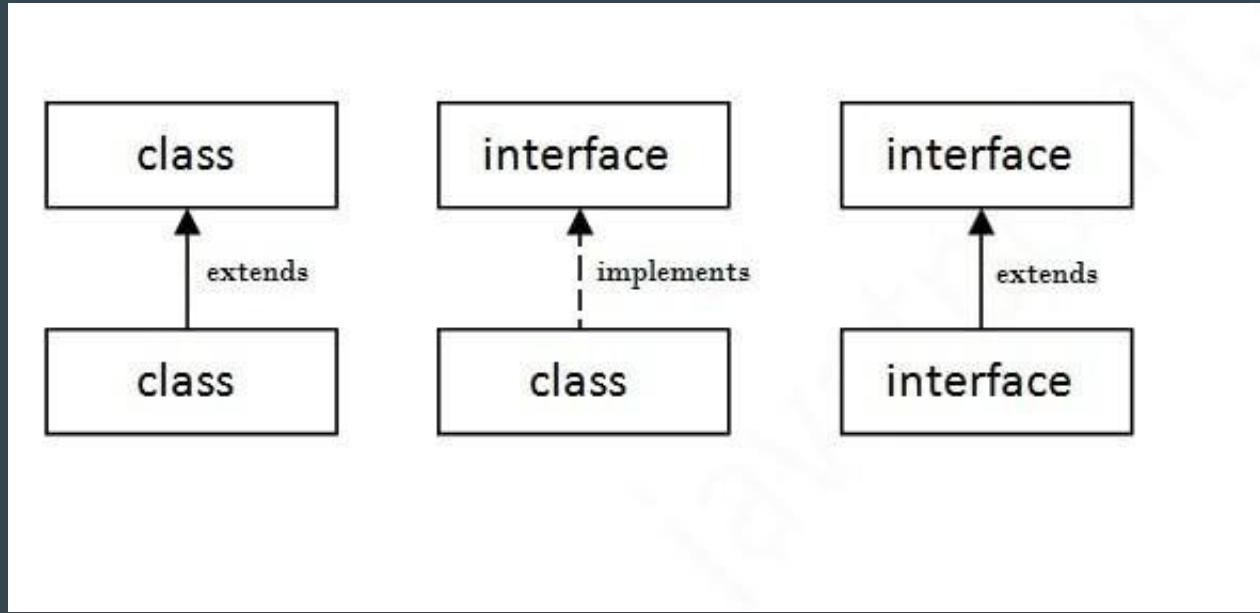 class
interface
interface
extends
implements
extends
class
class
interface